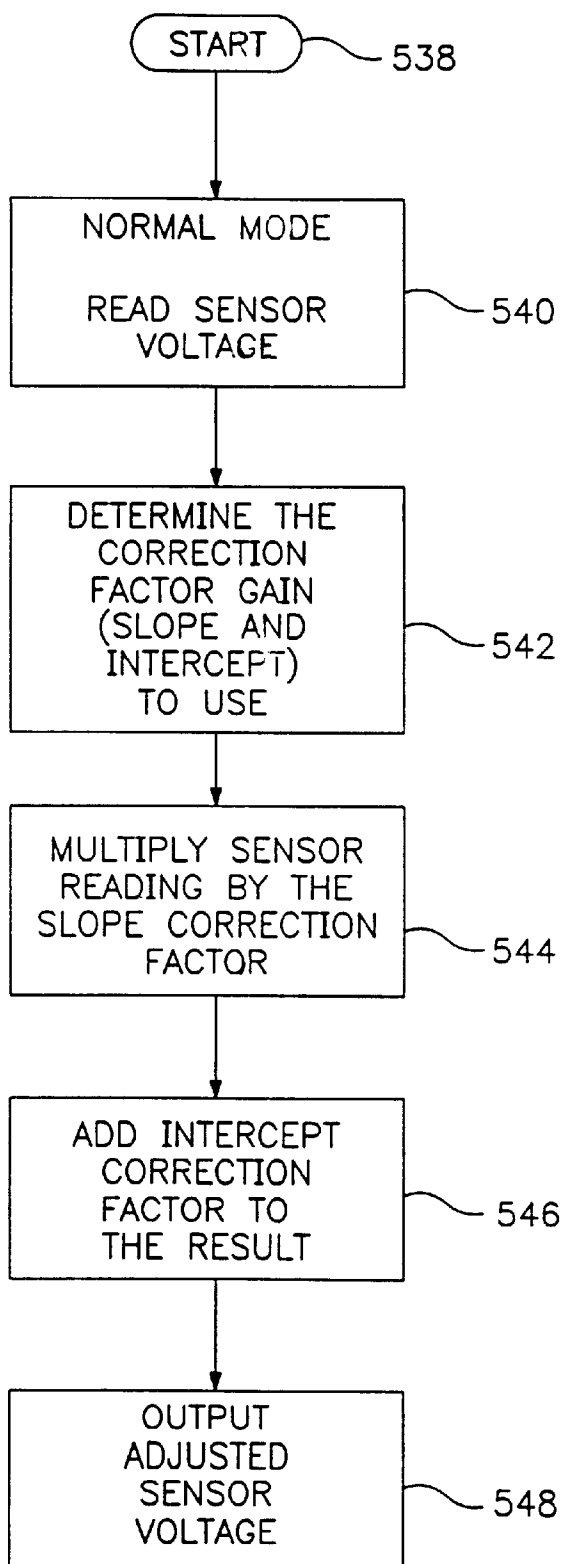 START
538
NORMAL MODE
READ SENSOR
VOLTAGE
540
DETERMINE THE
CORRECTION
FACTOR GAIN
(SLOPE AND
INTERCEPT)
TO USE
542
MULTIPLY SENSOR
READING BY THE
SLOPE CORRECTION
FACTOR
544
ADD INTERCEPT
CORRECTION
FACTOR TO
THE RESULT
546
OUTPUT
ADJUSTED
SENSOR
VOLTAGE
548